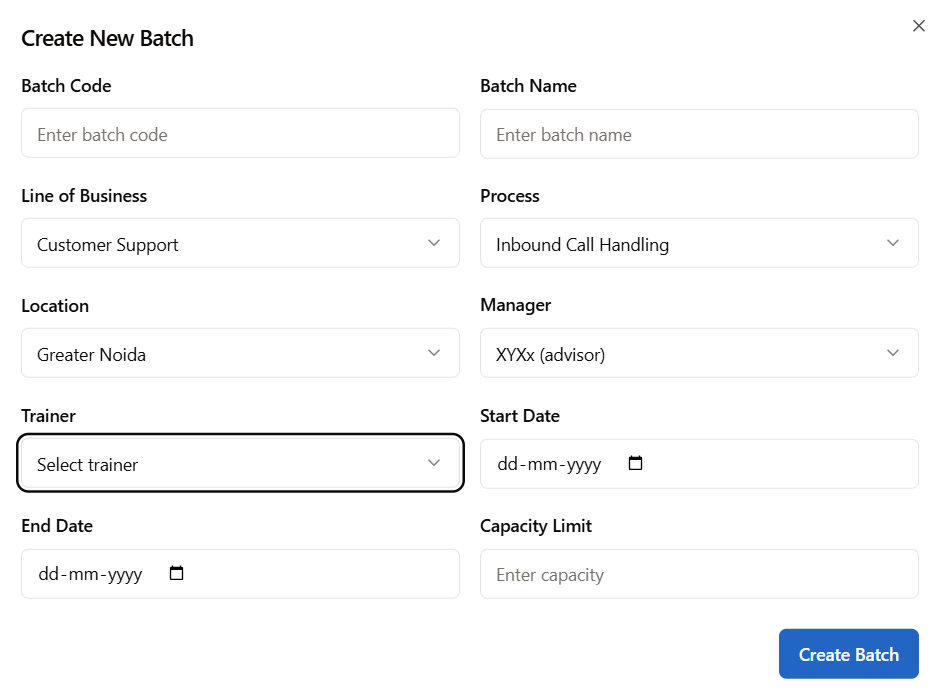 Create New Batch
Batch Code
Batch Name
Enter batch code
Enter batch name
Line of Business
Process
Customer Support
Inbound Call Handling
Location
Manager
Greater Noida
XYXx (advisor)
Trainer
Start Date
Select trainer
dd-mm-yyyy
End Date
Capacity Limit
dd-mm-yyyy
Enter capacity
Create Batch